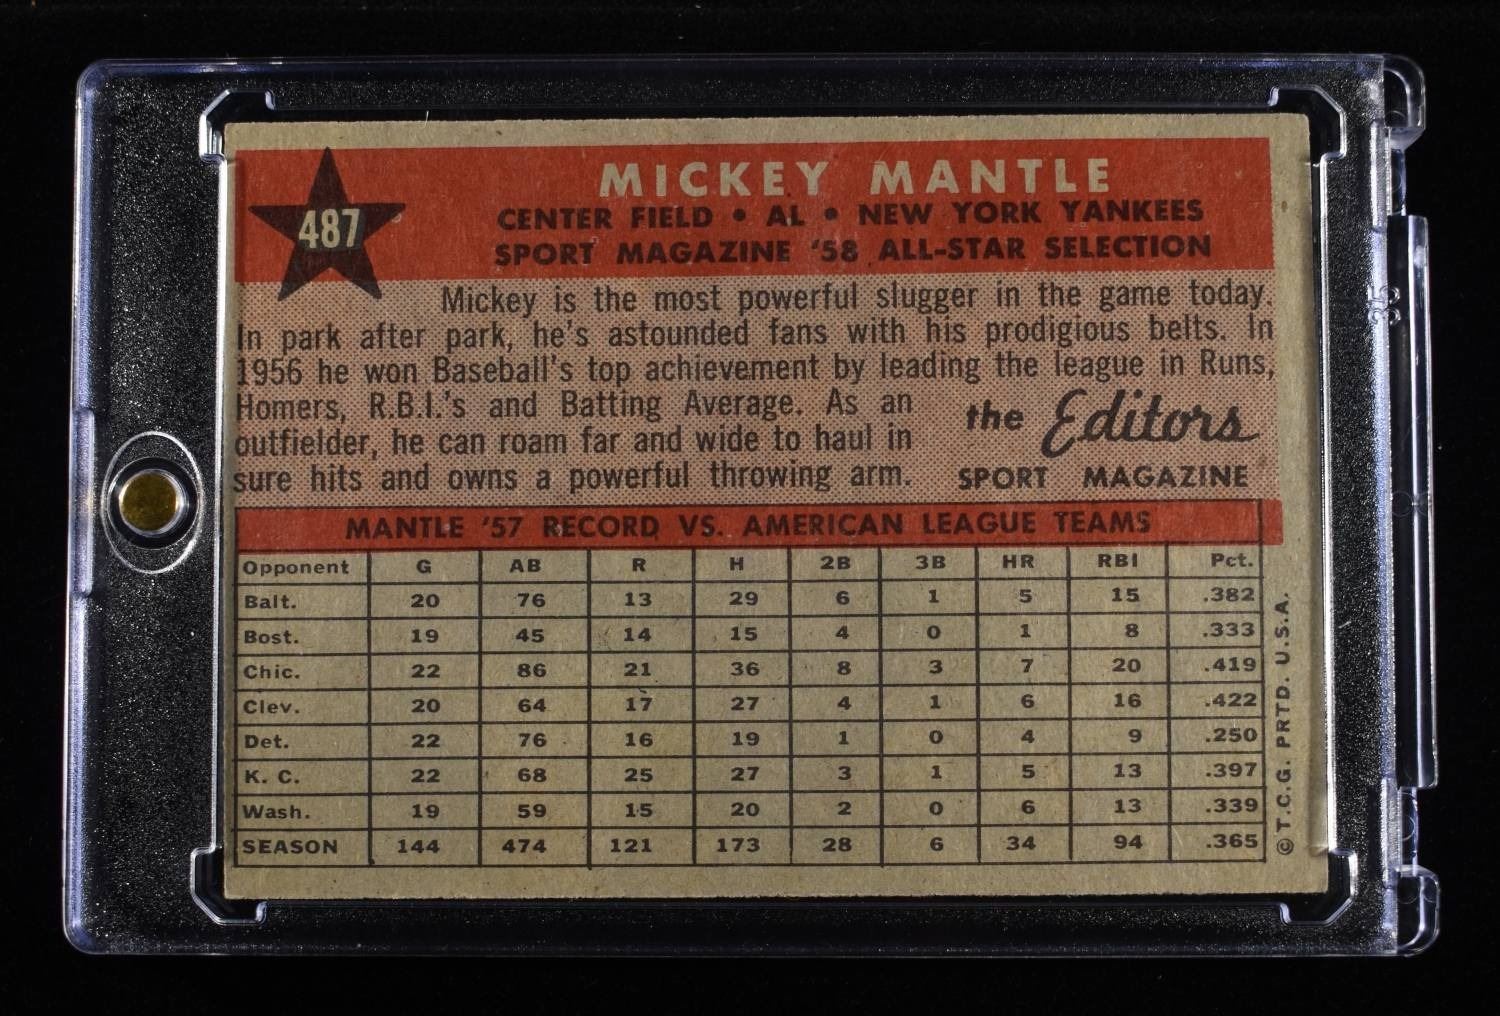 MICKEY MANTLE
487
CENTER FIELD • AL • NEW YORK YANKEES
SPORT MAGAZINE '58 ALL-STAR SELECTION
Mickey is the most powerful slugger in the game today.
In park after park, he's astounded fans with his prodigious belts. In
1956 he won Baseball's top achievement by leading the league in Runs,
Homers, R.B.I.'s and Batting Average. As an
outfielder, he can roam far and wide to haul in
sure hits and owns a powerful throwing arm.
the Editors
SPORT MAGAZINE
MANTLE '57 RECORD VS. AMERICAN LEAGUE TEAMS
Opponent G AB R H 2B 3B HR RBI Pct.
Balt. 20 76 13 29 6 1 5 15 .382
Bost. 19 45 14 15 4 0 1 8 .333
Chic. 22 86 21 36 8 3 7 20 .419
Clev. 20 64 17 27 4 1 6 16 .422
Det. 22 76 16 19 1 0 4 9 .250
K. C. 22 68 25 27 3 1 5 13 .397
Wash. 19 59 15 20 2 0 6 13 .339
SEASON 144 474 121 173 28 6 34 94 .365
© T.C.G. PRTD. U.S.A.